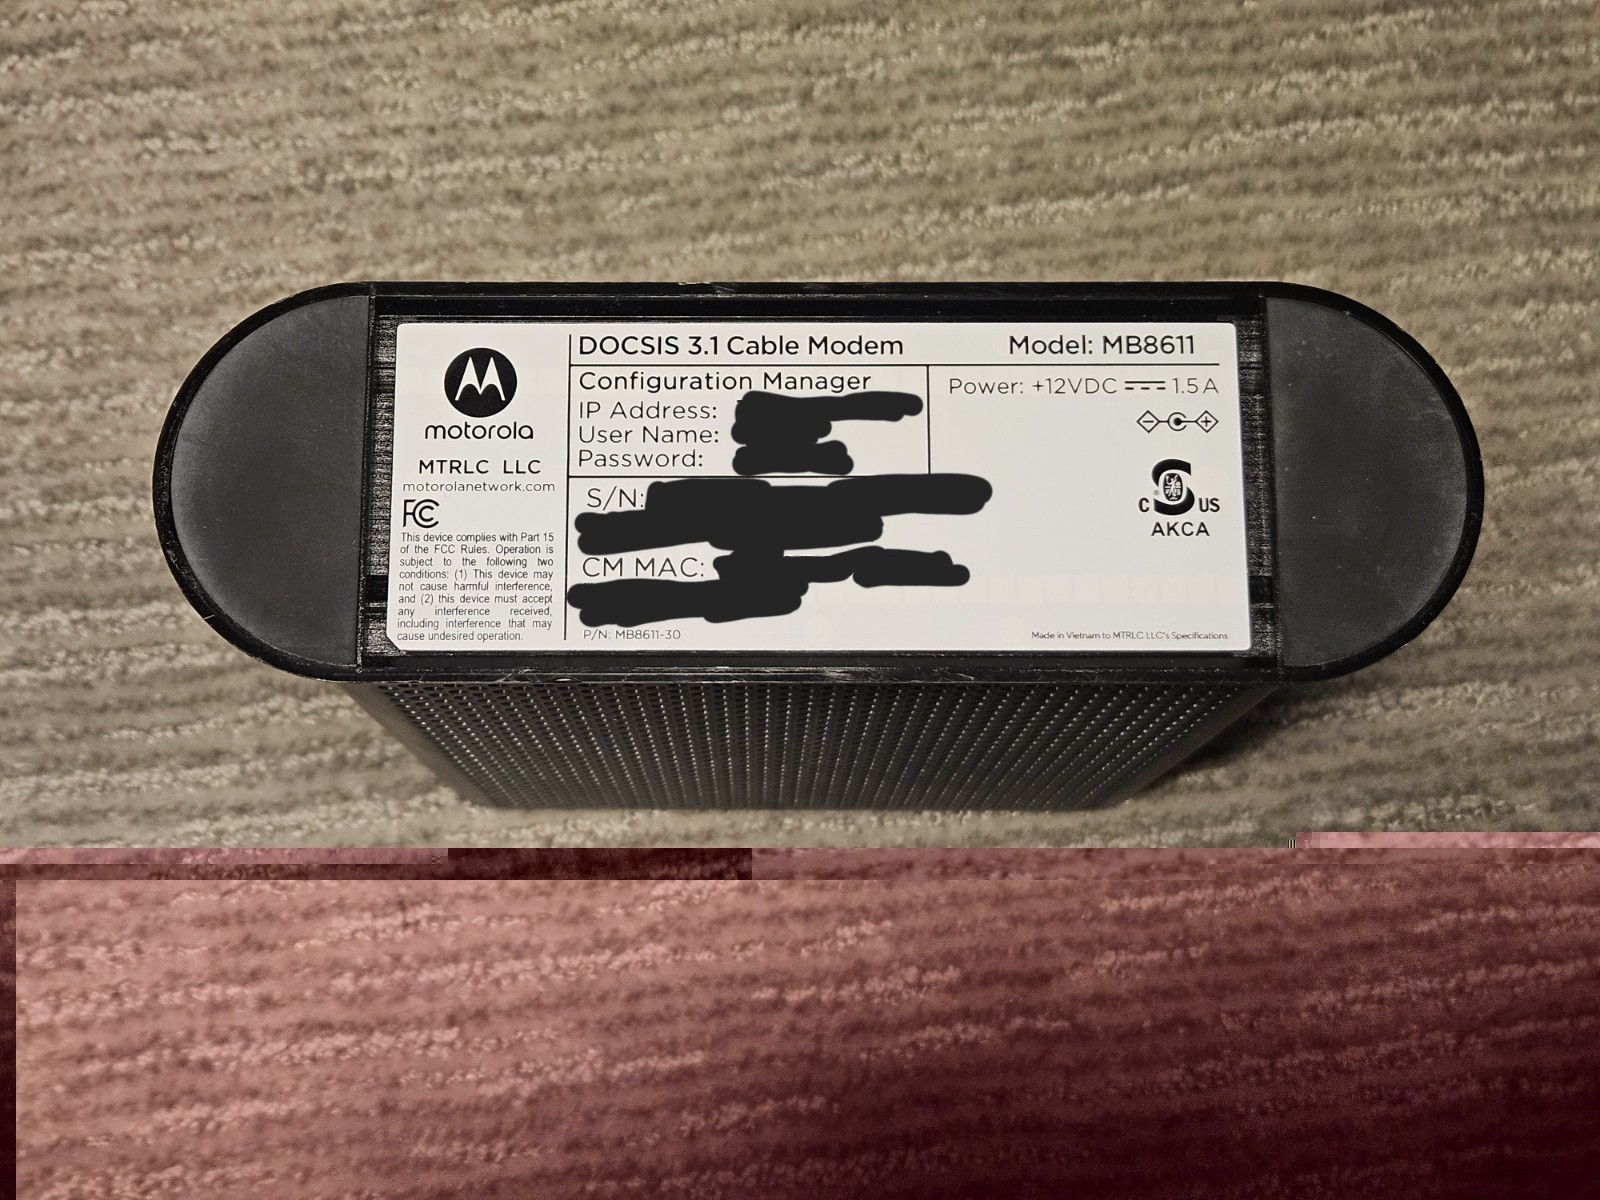 motorola
MTRLC LLC
motorolanetwork.com
FC
This device complies with Part 15
of the FCC Rules. Operation is
subject to the following two
conditions: (1) This device may
not cause harmful interference,
and (2) this device must accept
any interference received,
including interference that may
cause undesired operation.
DOCSIS 3.1 Cable Modem
Model: MB8611
Configuration Manager
IP Address:
User Name:
Password:
Power: +12VDC 1.5 A
S/N:
CM MAC:
P/N: MB8611-30
C US
AKCA
Made in Vietnam to MTRLC LLC's Specifications